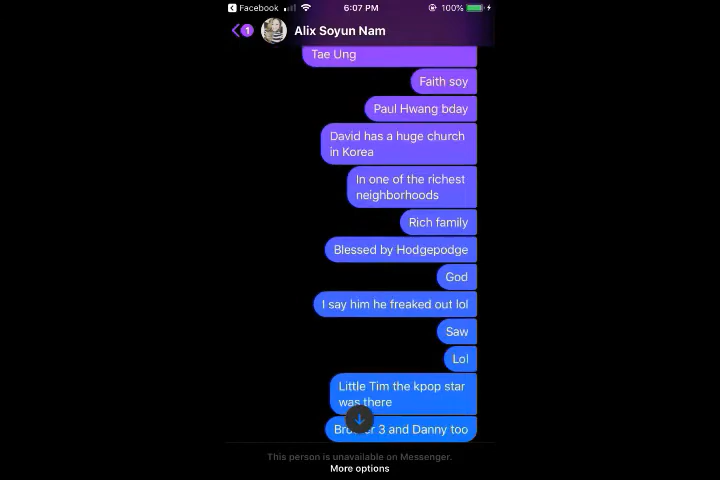 Facebook
6:07 PM
100%
1
Alix Soyun Nam
Tae Ung
Faith soy
Paul Hwang bday
David has a huge church
in Korea
In one of the richest
neighborhoods
Rich family
Blessed by Hodgepodge
God
I say him he freaked out lol
Saw
Lol
Little Tim the kpop star
was there
3 and Danny too
This person is unavailable on Messenger.
More options